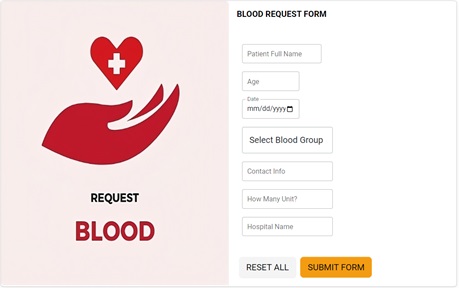 REQUEST
BLOOD
BLOOD REQUEST FORM
Patient Full Name
Age
Date
mm/dd/yyyy
Select Blood Group
Contact Info
How Many Unit?
Hospital Name
RESET ALL
SUBMIT FORM